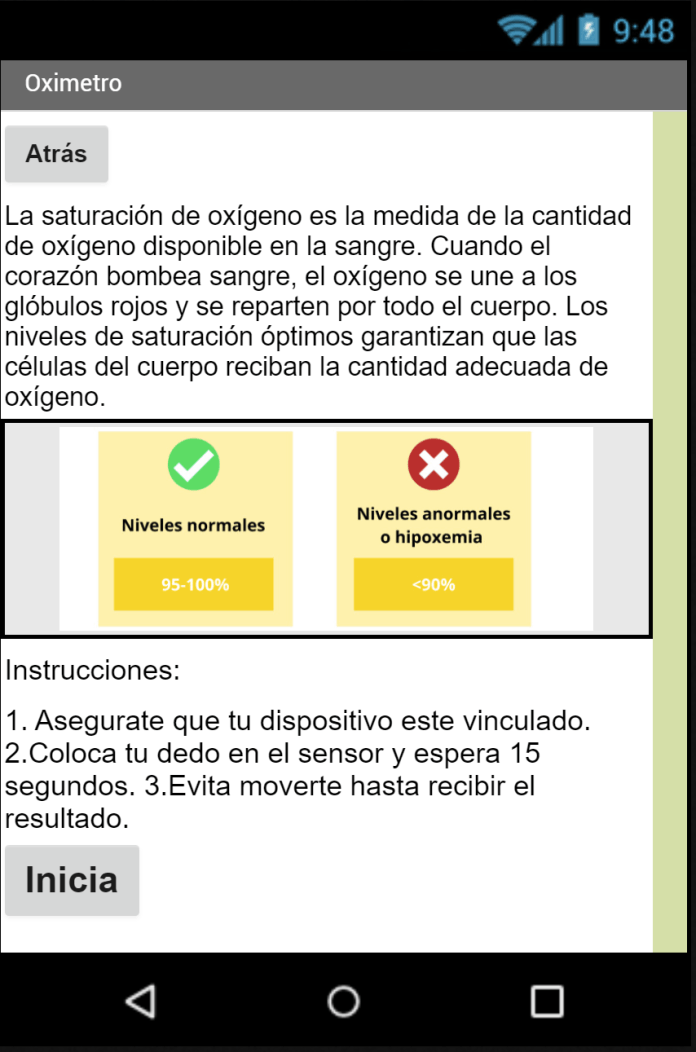 9:48
Oximetro
Atrás
La saturación de oxígeno es la medida de la cantidad
de oxígeno disponible en la sangre. Cuando el
corazón bombea sangre, el oxígeno se une a los
glóbulos rojos y se reparten por todo el cuerpo. Los
niveles de saturación óptimos garantizan que las
células del cuerpo reciban la cantidad adecuada de
oxígeno.
Niveles normales
95-100%
Niveles anormales
o hipoxemia
<90%
Instrucciones:
1. Asegurate que tu dispositivo este vinculado.
2.Coloca tu dedo en el sensor y espera 15
segundos. 3.Evita moverte hasta recibir el
resultado.
Inicia